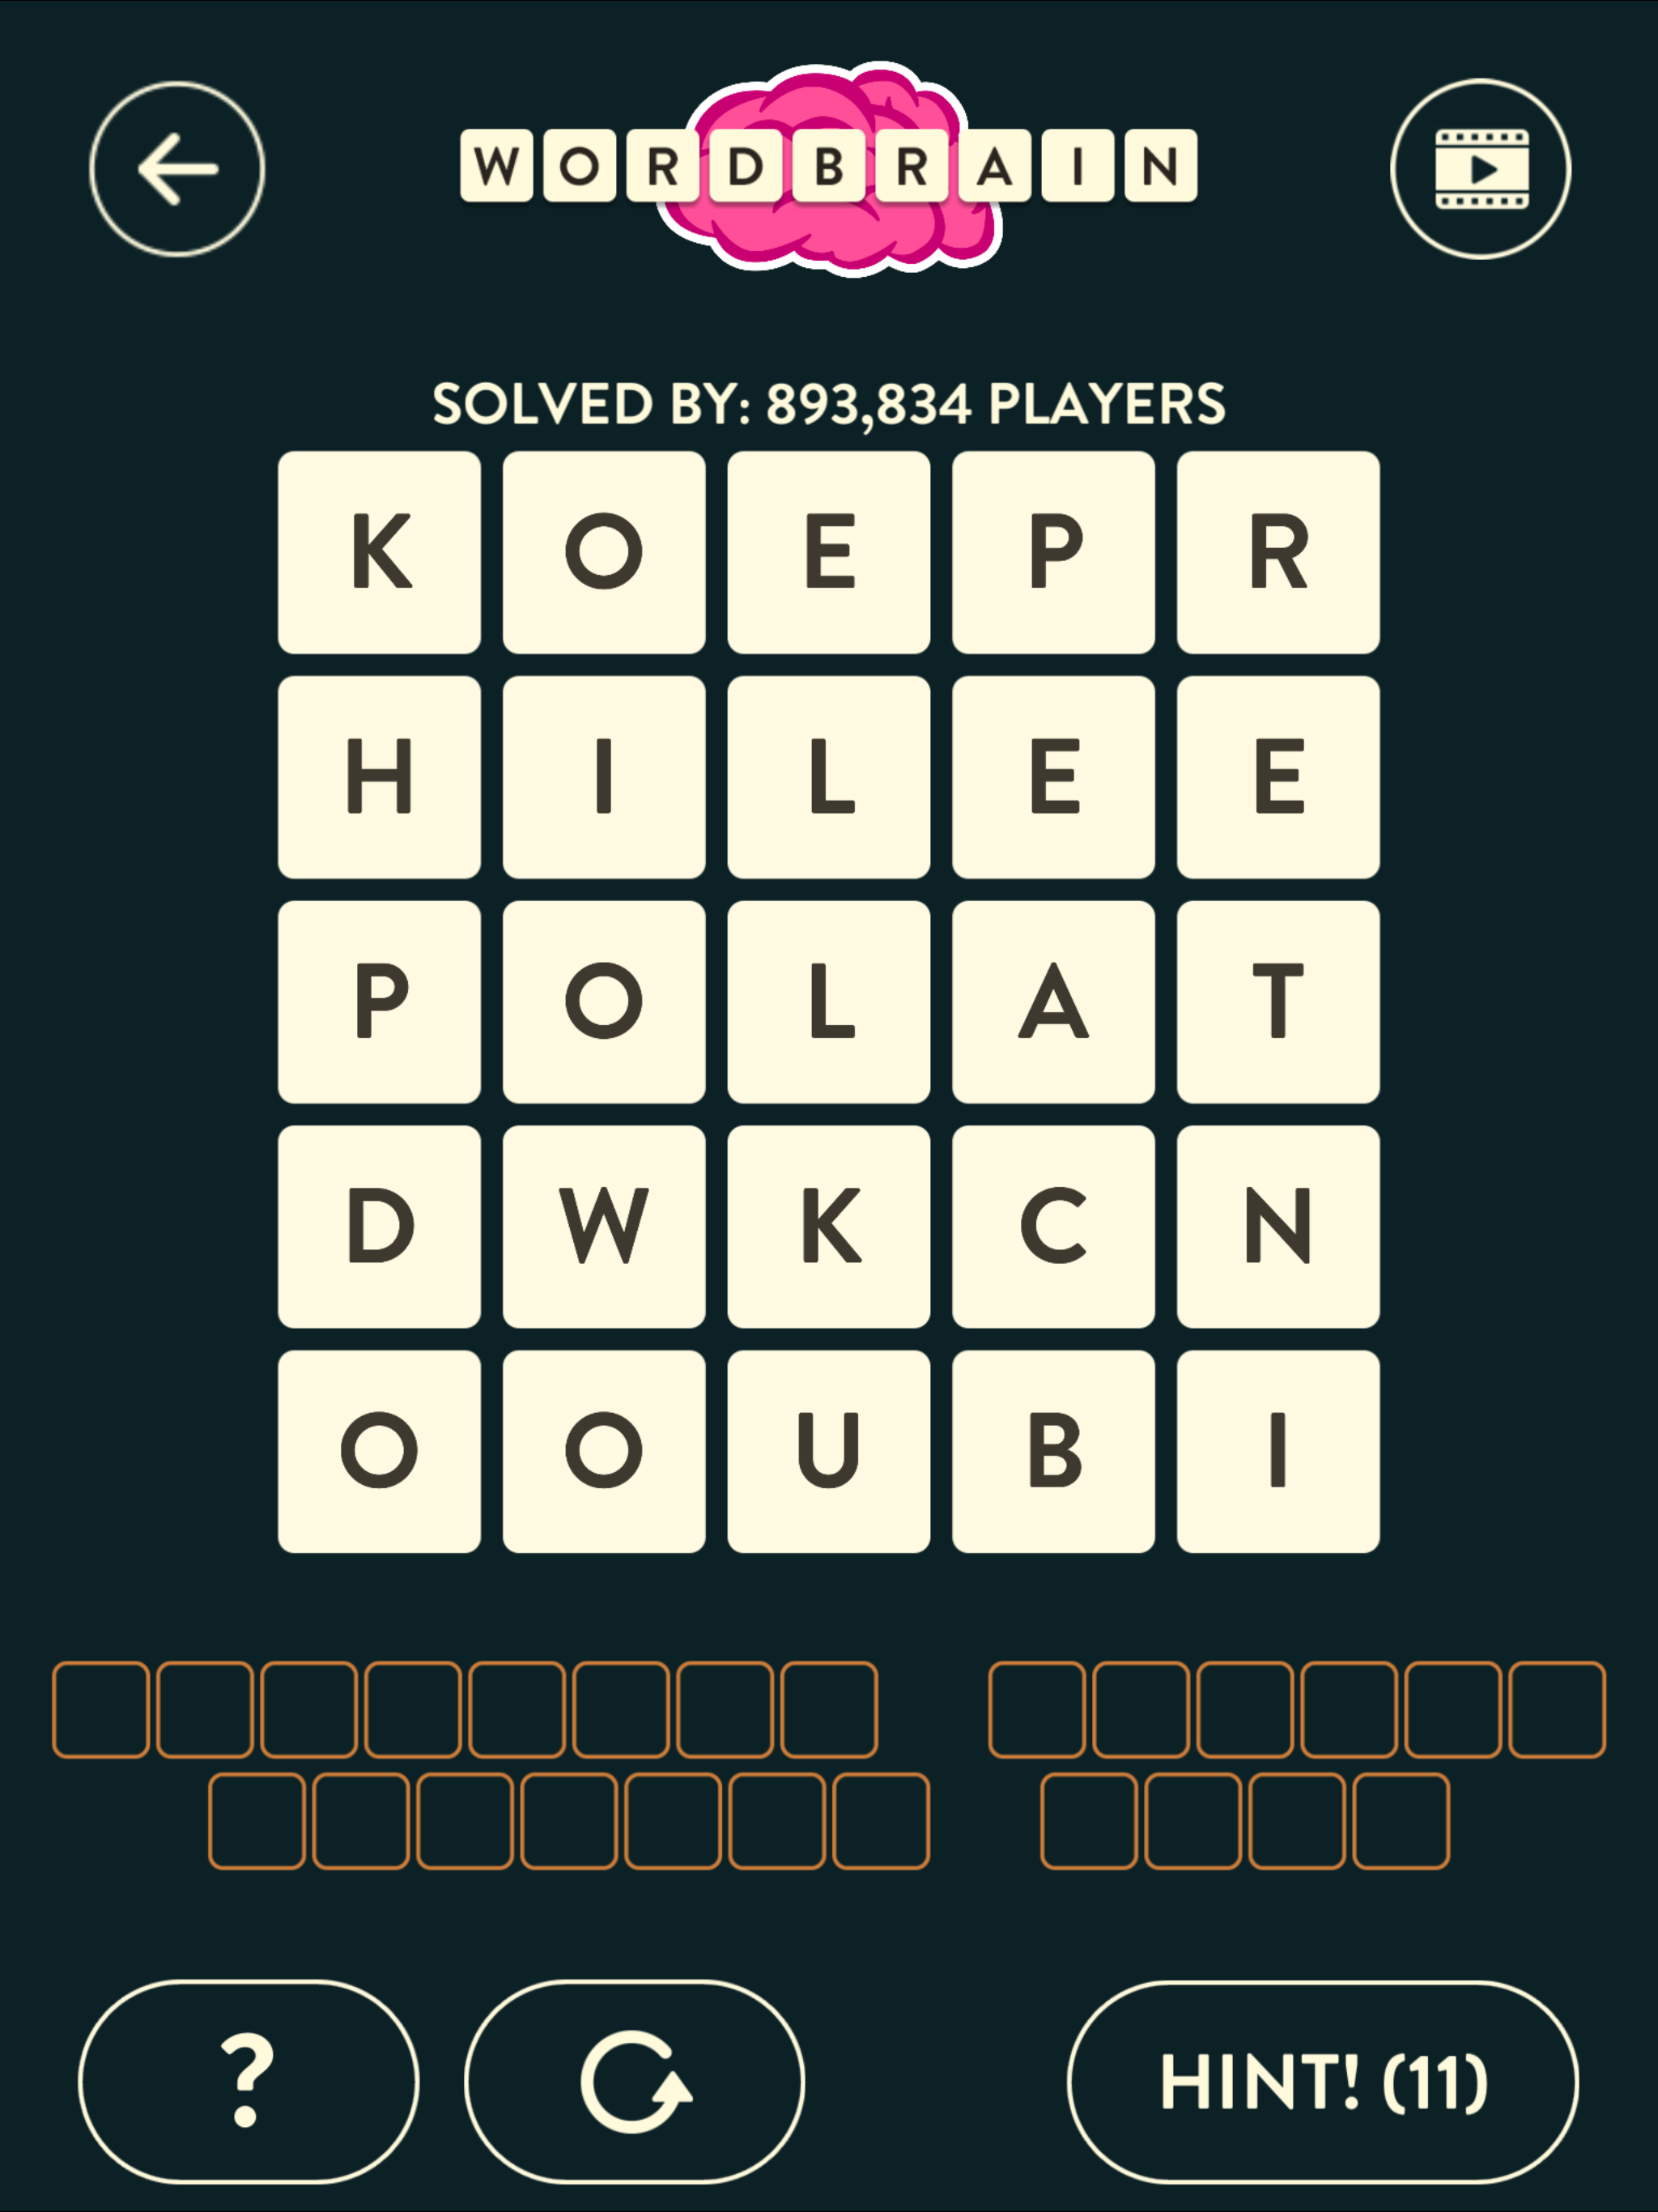 WORDBRAIN
SOLVED BY: 893,834 PLAYERS
K O E P R
H I L E E
P O L A T
D W K C N
O O U B I
? HINT! (11)